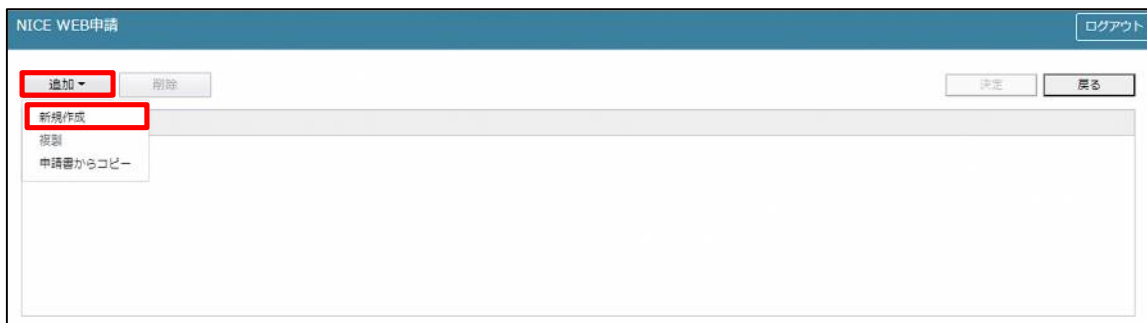 NICE WEB申請
ログアウト
追加▼ 削除 決定 戻る
新規作成
複製
申請書からコピー